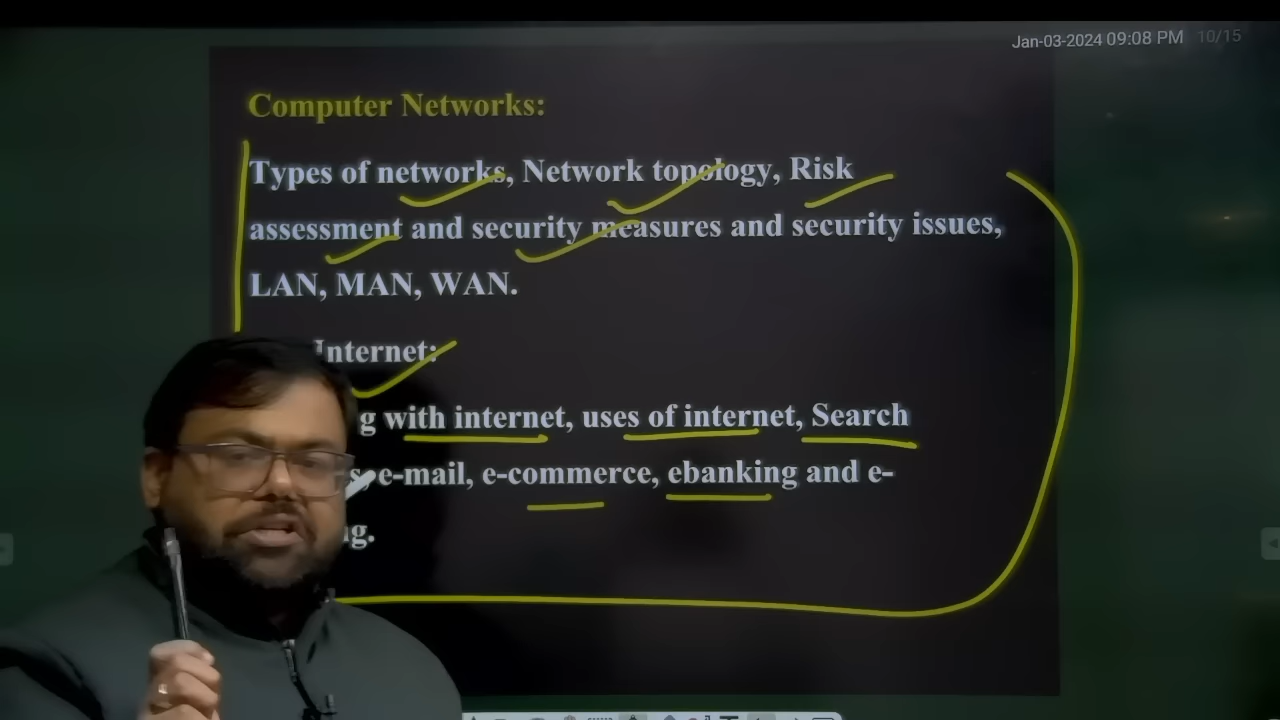 Jan-03-2024 09:08 PM 10/15
Computer Networks:
Types of networks, Network topology, Risk
assessment and security measures and security issues,
LAN, MAN, WAN.
Internet:
with internet, uses of internet, Search
e-mail, e-commerce, ebanking and e-